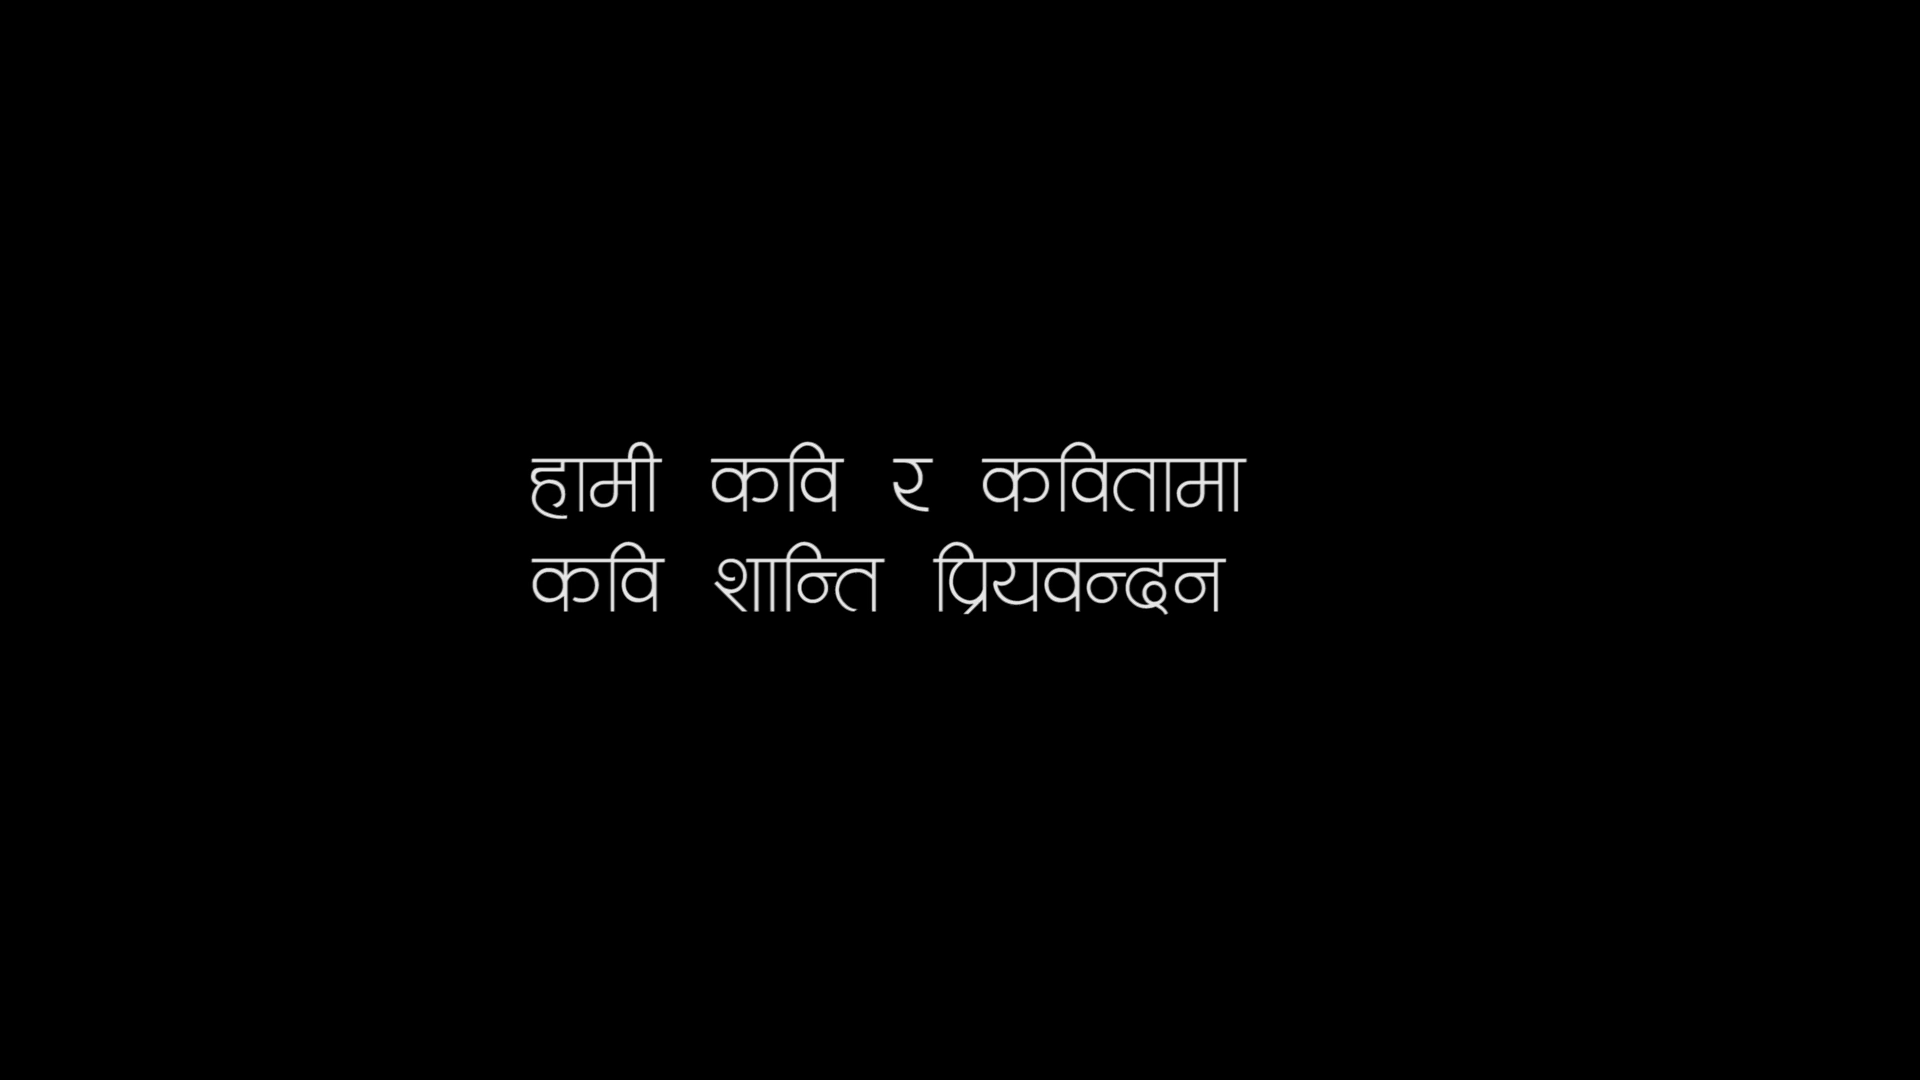 हामी कवि र कवितामा
कवि शान्ति प्रियवन्दन